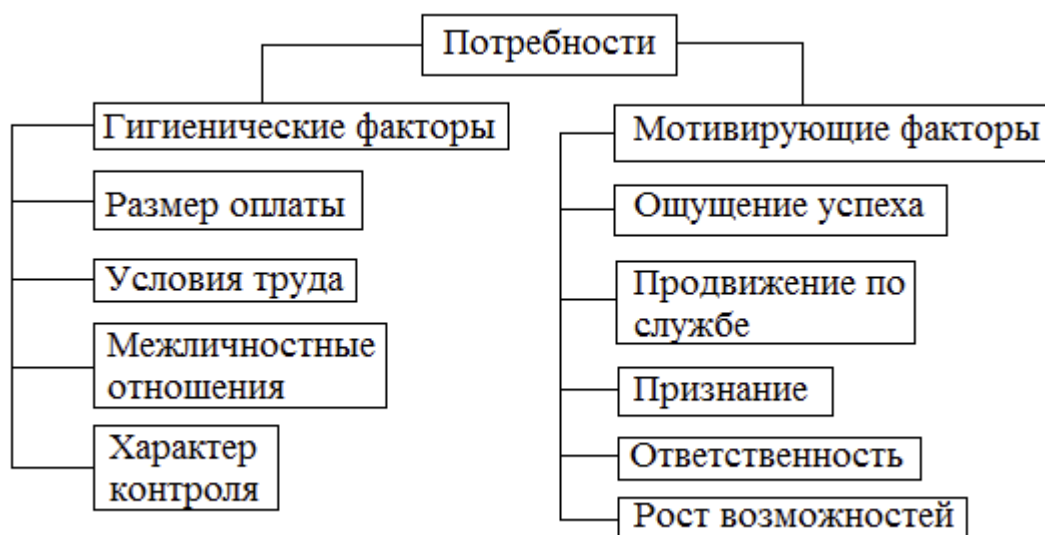 Потребности
Гигиенические факторы
Размер оплаты
Условия труда
Межличностные
отношения
Характер
контроля
Мотивирующие факторы
Ощущение успеха
Продвижение по
службе
Признание
Ответственность
Рост возможностей